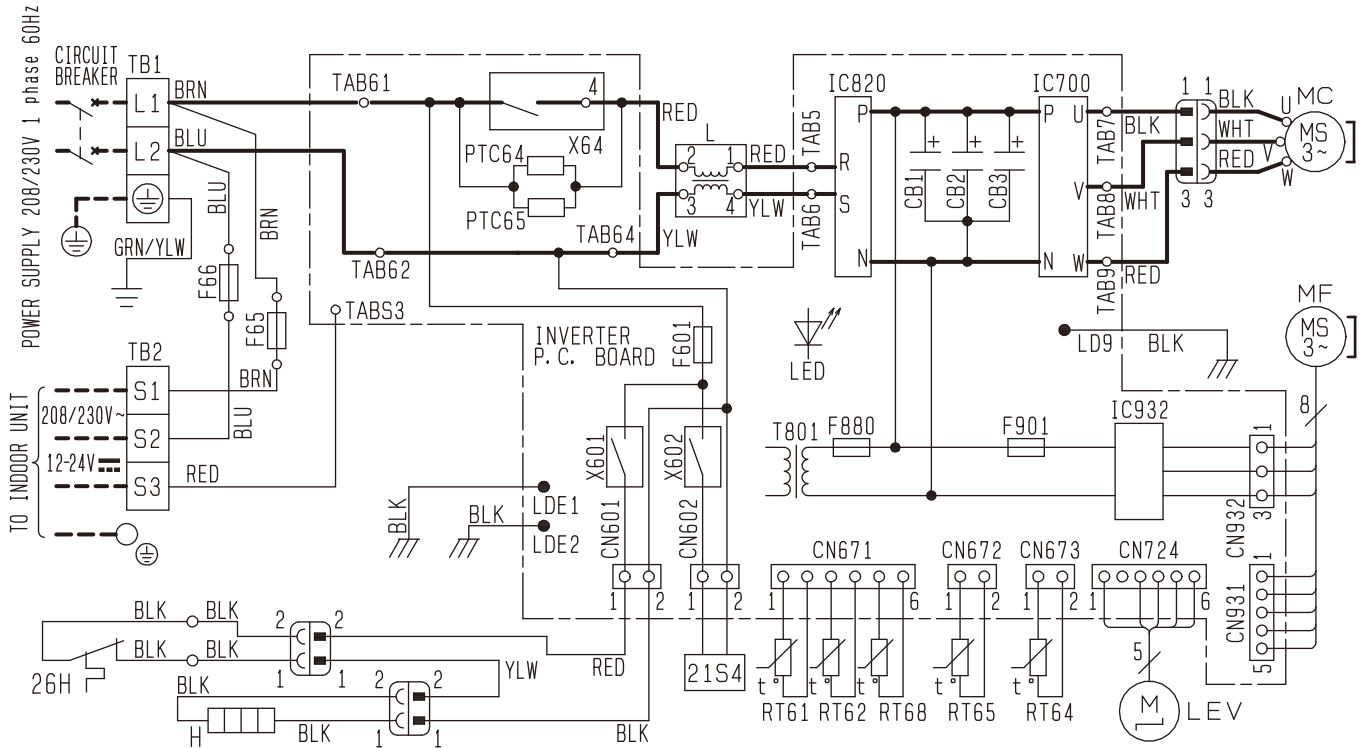 POWER SUPPLY 208/230V 1 phase 60Hz
CIRCUIT
BREAKER
TB1
L1
L2
BRN
BLU
BLU
BRN
GRN/YLW
F66
F65
TAB61
TAB62
TABS3
4
X64
PTC64
PTC65
TAB64
RED
YLW
L
2
1
3
4
RED
YLW
TAB5
TAB6
IC820
P
R
S
N
CB1
CB2
CB3
+
+
+
IC700
P
N
U
V
W
TAB7
TAB8
TAB9
BLK
WHT
RED
1
1
3
3
BLK
WHT
RED
U
V
W
MC
MS
3~
MF
MS
3~
8
TB2
S1
S2
S3
BRN
BLU
RED
208/230V~
12-24V
TO INDOOR UNIT
INVERTER
P. C. BOARD
F601
LED
LD9
BLK
T801
F880
F901
IC932
1
3
CN932
X601
X602
CN601
CN602
LDE1
LDE2
BLK
BLK
1
2
1
2
CN671
1
6
CN672
1
2
CN673
1
2
CN724
1
6
CN931
1
5
5
M
LEV
t°
t°
t°
t°
t°
RT61
RT62
RT68
RT65
RT64
21S4
BLK
BLK
BLK
BLK
26H
2
2
1
1
RED
YLW
BLK
2
2
1
1
H
BLK
BLK